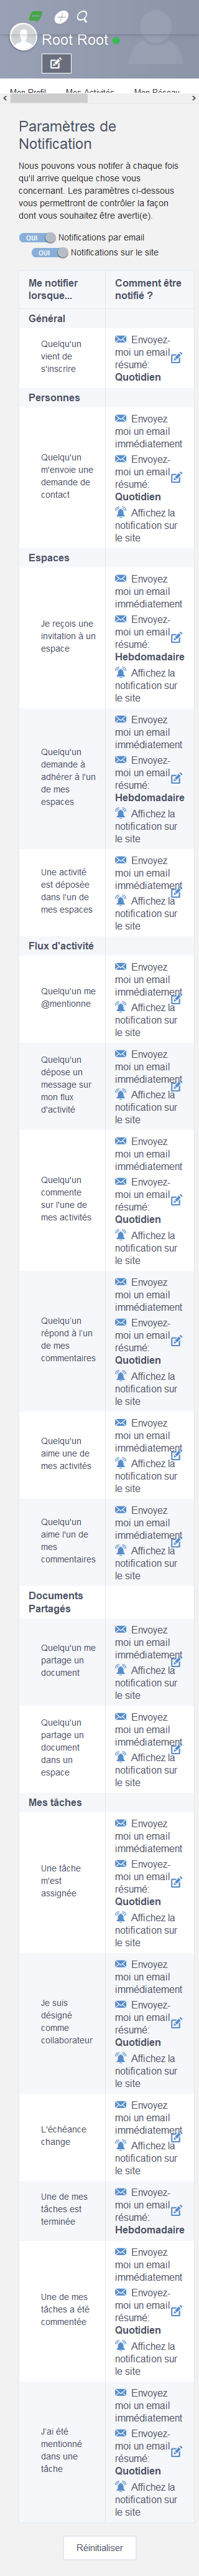 Root Root
Mon Profil Mes Activités Mon Réseau
Paramètres de
Notification
Nous pouvons vous notifer à chaque fois
qu'il arrive quelque chose vous
concernant. Les paramètres ci-dessous
vous permettront de contrôler la façon
dont vous souhaitez être averti(e).
OUI Notifications par email
OUI Notifications sur le site
Me notifier
lorsque...
Comment être
notifié ?
Général
Quelqu'un
vient de
s'inscrire
Envoyez-
moi un email
résumé:
Quotidien
Personnes
Quelqu'un
m'envoie une
demande de
contact
Envoyez
moi un email
immédiatement
Envoyez-
moi un email
résumé:
Quotidien
Affichez la
notification sur
le site
Espaces
Je reçois une
invitation à un
espace
Envoyez
moi un email
immédiatement
Envoyez-
moi un email
résumé:
Hebdomadaire
Affichez la
notification sur
le site
Quelqu'un
demande à
adhérer à l'un
de mes
espaces
Envoyez
moi un email
immédiatement
Envoyez-
moi un email
résumé:
Hebdomadaire
Affichez la
notification sur
le site
Une activité
est déposée
dans l'un de
mes espaces
Envoyez
moi un email
immédiatement
Affichez la
notification sur
le site
Flux d'activité
Quelqu'un me
@mentionne
Envoyez
moi un email
immédiatement
Affichez la
notification sur
le site
Quelqu'un
dépose un
message sur
mon flux
d'activité
Envoyez
moi un email
immédiatement
Affichez la
notification sur
le site
Quelqu'un
commente
sur l'une de
mes activités
Envoyez
moi un email
immédiatement
Envoyez-
moi un email
résumé:
Quotidien
Affichez la
notification sur
le site
Quelqu'un
répond à l'un
de mes
commentaires
Envoyez
moi un email
immédiatement
Envoyez-
moi un email
résumé:
Quotidien
Affichez la
notification sur
le site
Quelqu'un
aime une de
mes activités
Envoyez
moi un email
immédiatement
Affichez la
notification sur
le site
Quelqu'un
aime l'un de
mes
commentaires
Envoyez
moi un email
immédiatement
Affichez la
notification sur
le site
Documents
Partagés
Quelqu'un me
partage un
document
Envoyez
moi un email
immédiatement
Affichez la
notification sur
le site
Quelqu'un
partage un
document
dans un
espace
Envoyez
moi un email
immédiatement
Affichez la
notification sur
le site
Mes tâches
Une tâche
m'est
assignée
Envoyez
moi un email
immédiatement
Envoyez-
moi un email
résumé:
Quotidien
Affichez la
notification sur
le site
Je suis
désigné
comme
collaborateur
Envoyez
moi un email
immédiatement
Envoyez-
moi un email
résumé:
Quotidien
Affichez la
notification sur
le site
L'échéance
change
Envoyez
moi un email
immédiatement
Affichez la
notification sur
le site
Une de mes
tâches est
terminée
Envoyez-
moi un email
résumé:
Hebdomadaire
Une de mes
tâches a été
commentée
Envoyez
moi un email
immédiatement
Envoyez-
moi un email
résumé:
Quotidien
Affichez la
notification sur
le site
J'ai été
mentionné
dans une
tâche
Envoyez
moi un email
immédiatement
Envoyez-
moi un email
résumé:
Quotidien
Affichez la
notification sur
le site
Réinitialiser